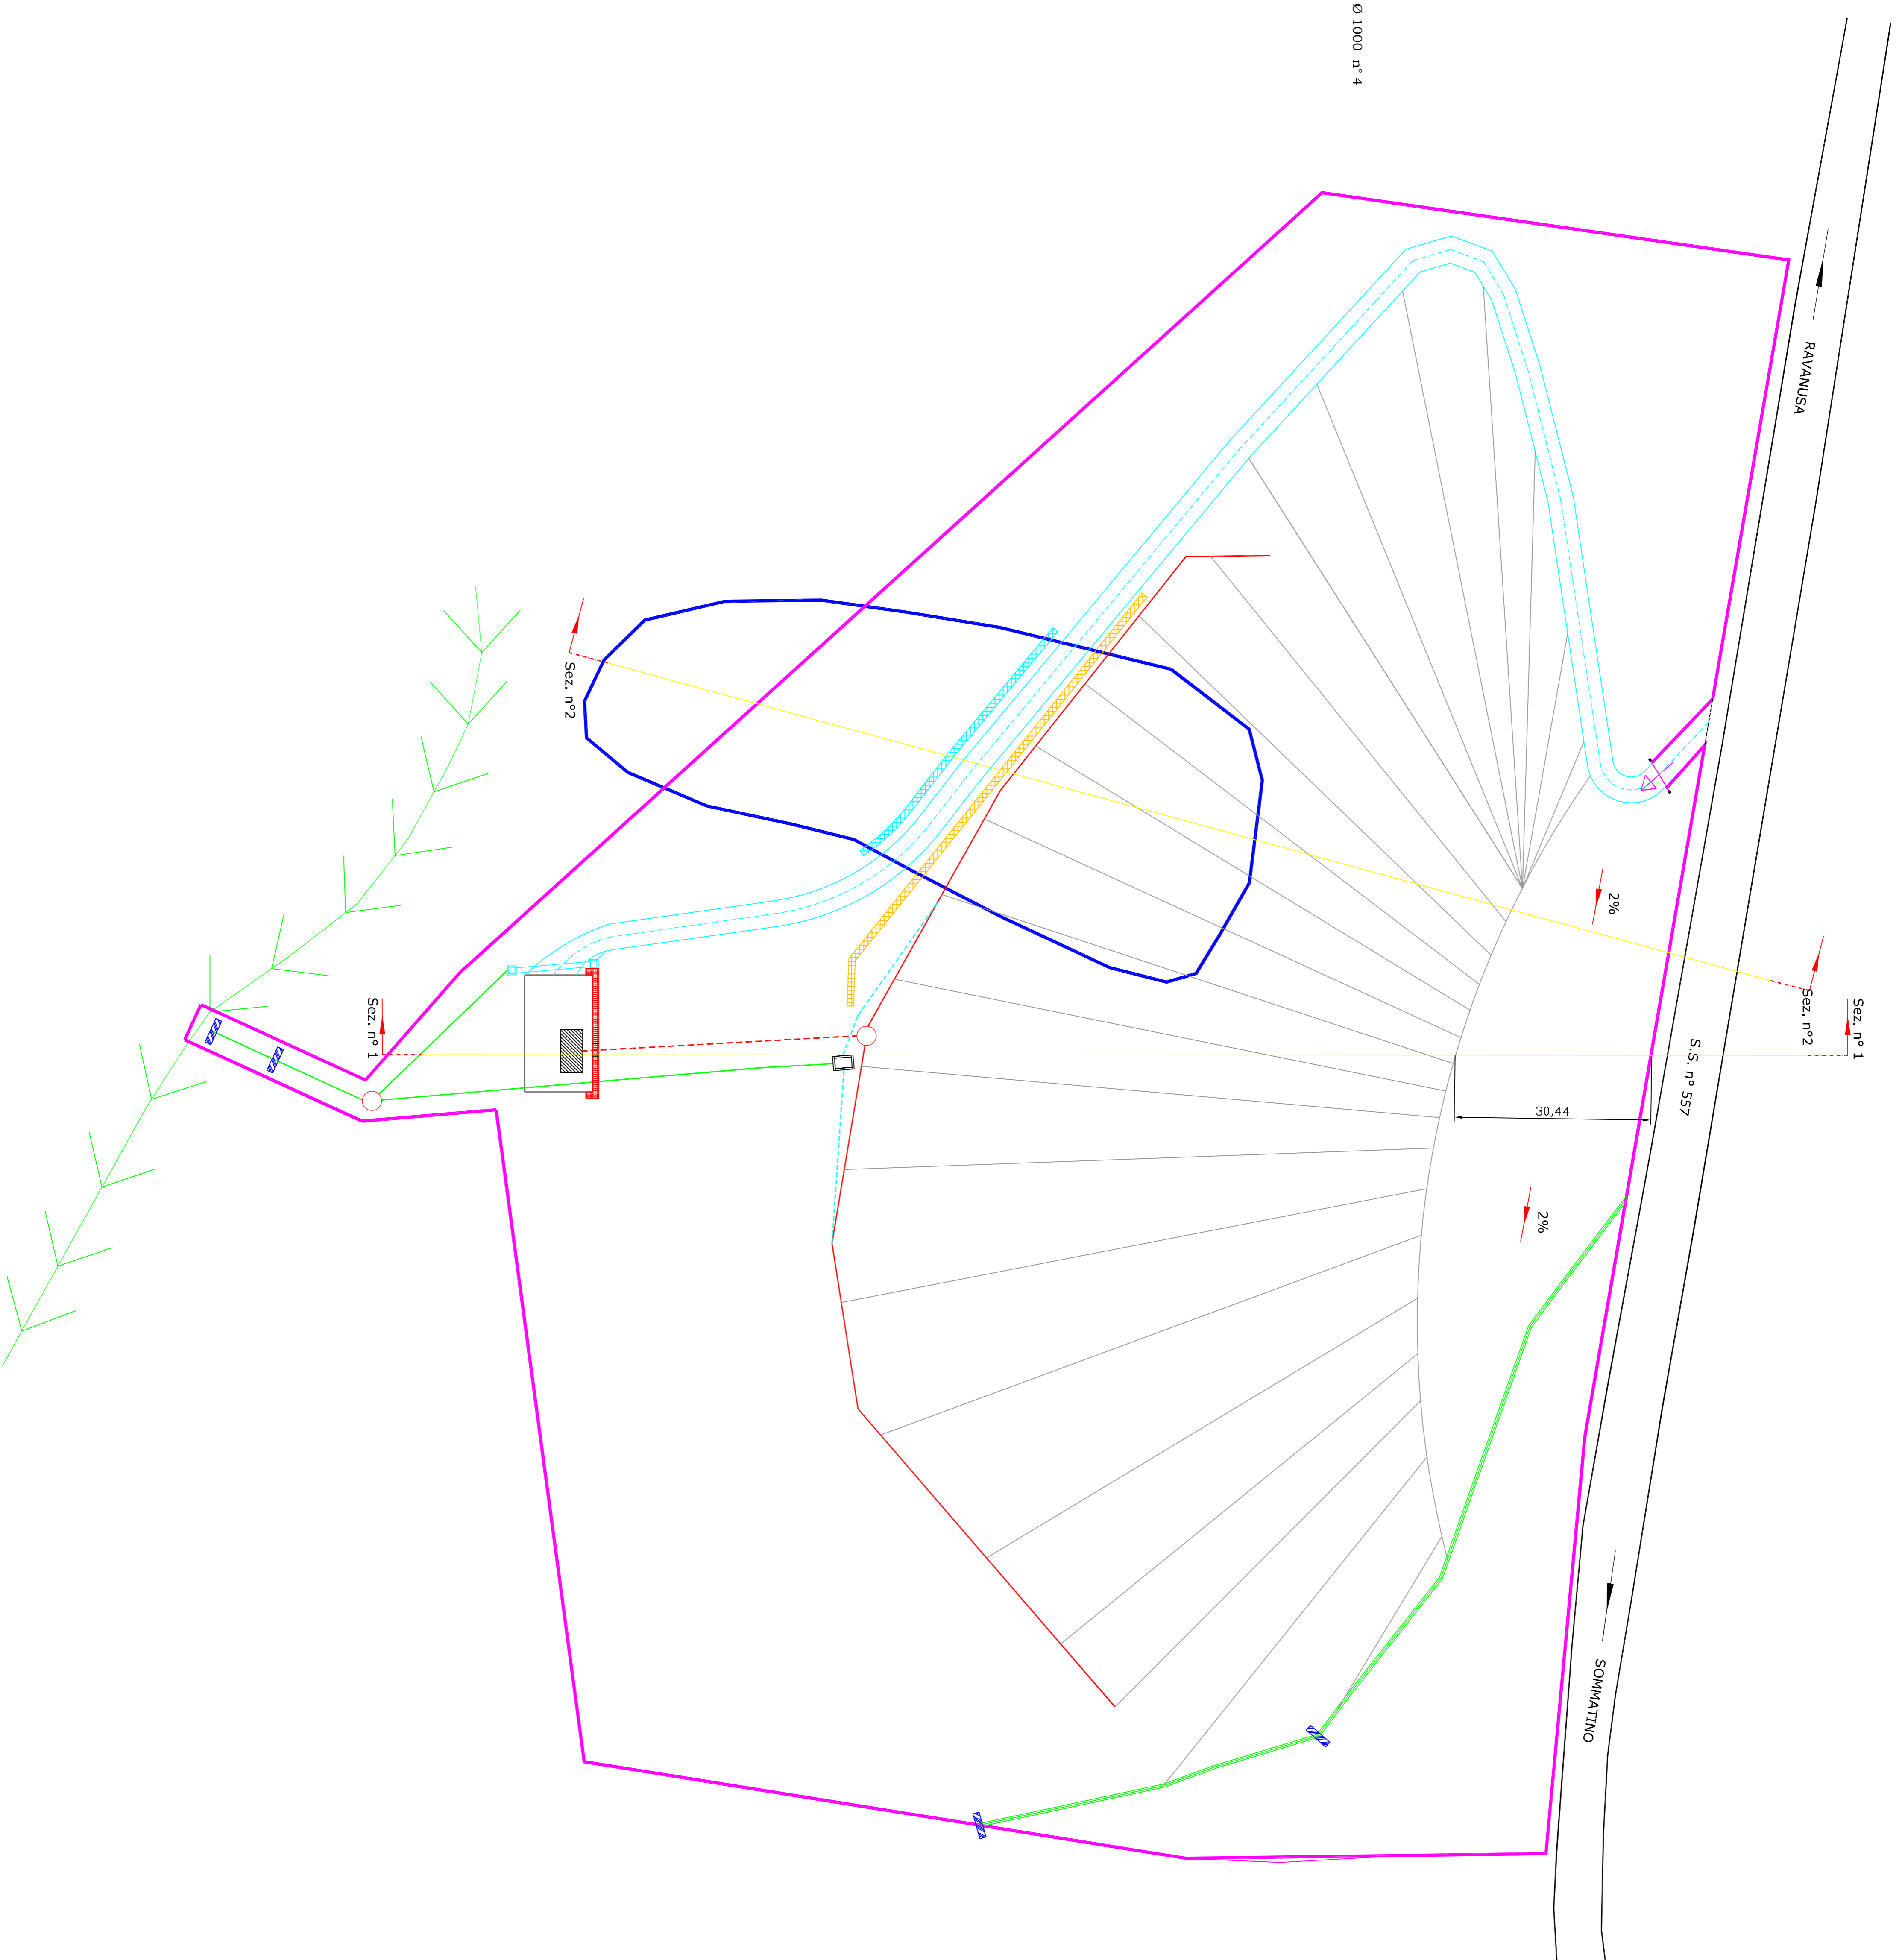 Ø 1000 n° 4
RAVANUSA
Sez. n°2
2%
Sez. n° 1
Sez. n°2
Sez. n° 1
S.S. n° 557
30,44
2%
SOMMATINO